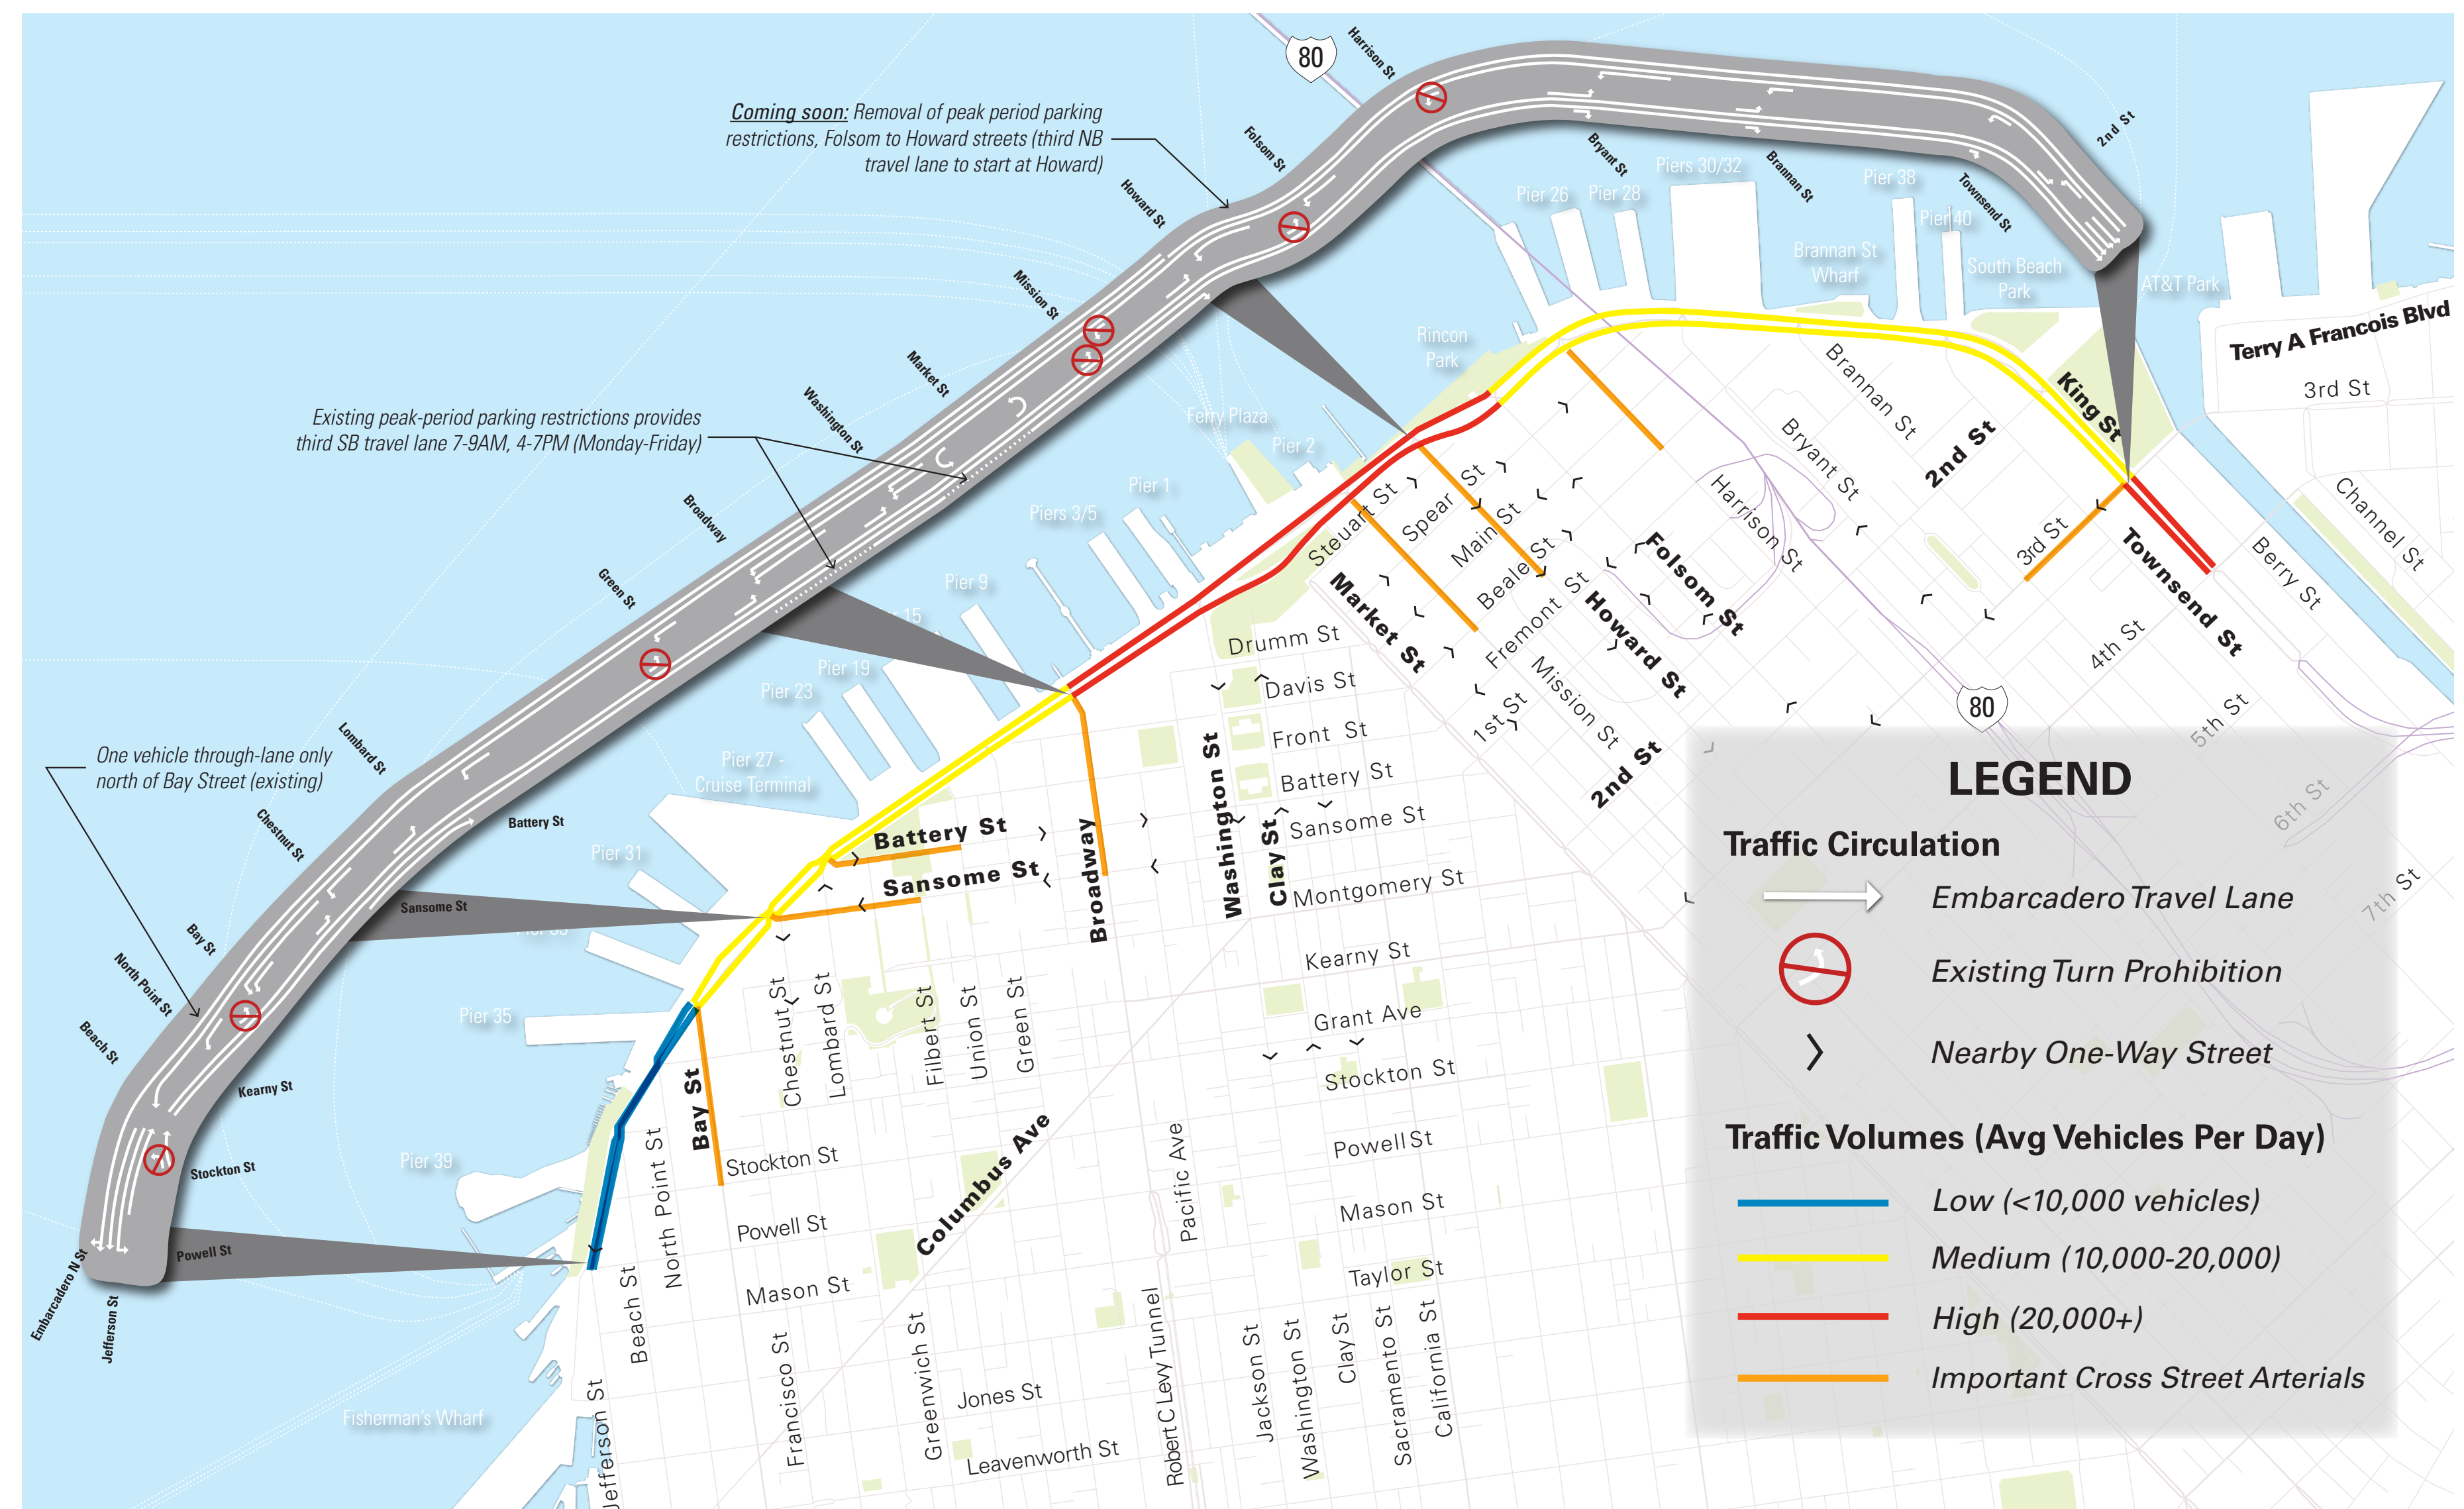 80
Harrison St
Coming soon: Removal of peak period parking
restrictions, Folsom to Howard streets (third NB
travel lane to start at Howard)
Folsom St
Howard St
Mission St
Market St
Washington St
Broadway
Green St
Lombard St
Chestnut St
Bay St
North Point St
Beach St
Embarcadero N St
Jefferson St
Bryant St
Brannan St
Townsend St
2nd St
Battery St
Sansome St
Kearny St
Stockton St
Powell St
Existing peak-period parking restrictions provides
third SB travel lane 7-9AM, 4-7PM (Monday-Friday)
One vehicle through-lane only
north of Bay Street (existing)
Pier 26
Pier 28
Piers 30/32
Pier 38
Pier 40
Brannan St
Wharf
South Beach
Park
AT&T Park
Rincon
Park
Ferry Plaza
Pier 2
Pier 1
Piers 3/5
Pier 9
15
Pier 19
Pier 23
Pier 27 -
Cruise Terminal
Pier 31
Pier 35
Pier 39
Fisherman's Wharf
Terry A Francois Blvd
3rd St
Channel St
King St
Brannan St
Bryant St
2nd St
Harrison St
Folsom St
Howard St
3rd St
Townsend St
Berry St
4th St
5th St
6th St
7th St
80
Steuart St
Spear St
Main St
Beale St
Fremont St
1st St
Mission St
2nd St
Market St
Drumm St
Davis St
Front St
Battery St
Sansome St
Montgomery St
Kearny St
Grant Ave
Stockton St
Powell St
Mason St
Taylor St
Washington St
Clay St
Broadway
Battery St
Sansome St
Chestnut St
Lombard St
Filbert St
Union St
Green St
Bay St
North Point St
Beach St
Jefferson St
Stockton St
Powell St
Mason St
Columbus Ave
Pacific Ave
Francisco St
Greenwich St
Jones St
Leavenworth St
Robert C Levy Tunnel
Jackson St
Washington St
Clay St
Sacramento St
California St
LEGEND
Traffic Circulation
Embarcadero Travel Lane
Existing Turn Prohibition
Nearby One-Way Street
Traffic Volumes (Avg Vehicles Per Day)
Low (<10,000 vehicles)
Medium (10,000-20,000)
High (20,000+)
Important Cross Street Arterials